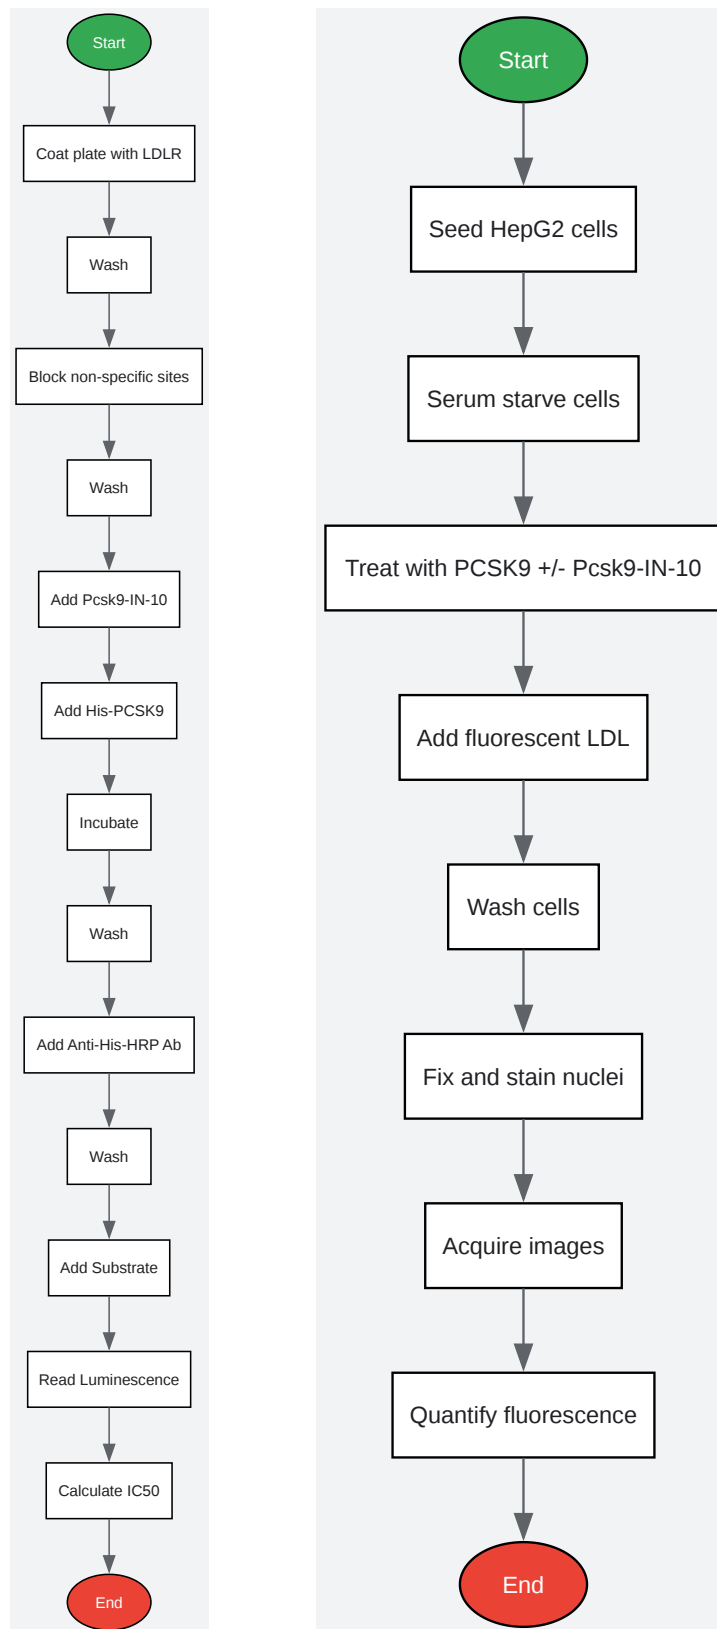 Start
Coat plate with LDLR
Wash
Block non-specific sites
Wash
Add Pcsk9-IN-10
Add His-PCSK9
Incubate
Wash
Add Anti-His-HRP Ab
Wash
Add Substrate
Read Luminescence
Calculate IC50
End
Start
Seed HepG2 cells
Serum starve cells
Treat with PCSK9 +/- Pcsk9-IN-10
Add fluorescent LDL
Wash cells
Fix and stain nuclei
Acquire images
Quantify fluorescence
End